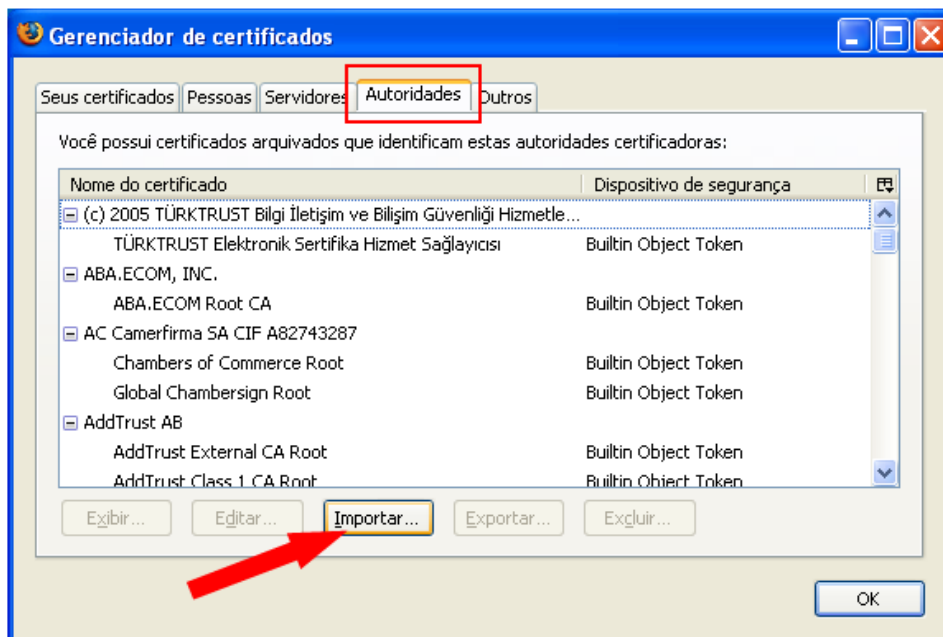 Gerenciador de certificados
Seus certificados Pessoas Servidores Autoridades Outros
Você possui certificados arquivados que identificam estas autoridades certificadoras:
Nome do certificado Dispositivo de segurança
(c) 2005 TÜRKTRUST Bilgi İletişim ve Bilişim Güvenliği Hizmetle...
TÜRKTRUST Elektronik Sertifika Hizmet Sağlayıcısı Builtin Object Token
ABA.ECOM, INC.
ABA.ECOM Root CA Builtin Object Token
AC Camerfirma SA CIF A82743287
Chambers of Commerce Root Builtin Object Token
Global Chambersign Root Builtin Object Token
AddTrust AB
AddTrust External CA Root Builtin Object Token
AddTrust Class 1 CA Root Builtin Object Token
Exibir... Editar... Importar... Exportar... Excluir...
OK